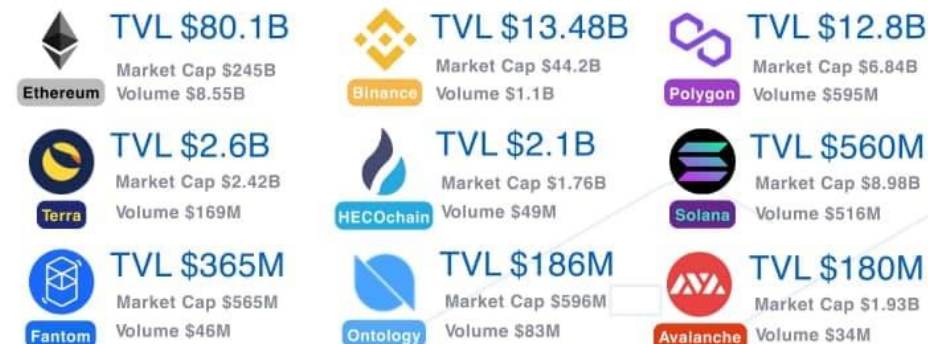 TVL $80.1B
Market Cap $245B
Ethereum Volume $8.55B
TVL $13.48B
Market Cap $44.2B
Binance Volume $1.1B
TVL $12.8B
Market Cap $6.84B
Polygon Volume $595M
TVL $2.6B
Market Cap $2.42B
Terra Volume $169M
TVL $2.1B
Market Cap $1.76B
HECOchain Volume $49M
TVL $560M
Market Cap $8.98B
Solana Volume $516M
TVL $365M
Market Cap $565M
Fantom Volume $46M
TVL $186M
Market Cap $596M
Ontology Volume $83M
TVL $180M
Market Cap $1.93B
Avalanche Volume $34M